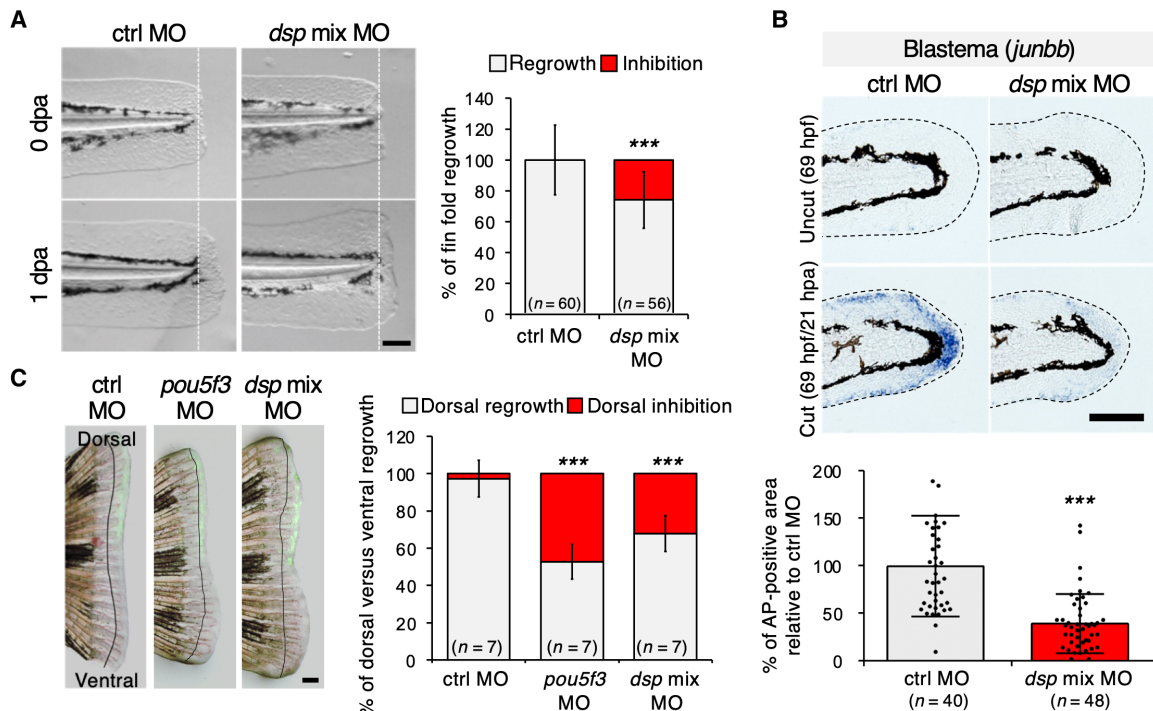 A
ctrl MO
dsp mix MO
0 dpa
1 dpa
Regrowth
Inhibition
% of fin fold regrowth
140
120
100
80
60
40
20
0
***
(n = 60)
(n = 56)
ctrl MO
dsp mix
MO
B
Blastema (junbb)
ctrl MO
dsp mix MO
Uncut (69 hpf)
Cut (69 hpf/21 hpa)
% of AP-positive area
relative to ctrl MO
200
150
100
50
0
***
ctrl MO
(n = 40)
dsp mix MO
(n = 48)
C
ctrl
MO
pou5f3
MO
dsp mix
MO
Dorsal
Ventral
Dorsal regrowth
Dorsal inhibition
% of dorsal versus ventral regrowth
120
100
80
60
40
20
0
***
***
(n = 7)
(n = 7)
(n = 7)
ctrl MO
pou5f3
MO
dsp mix
MO